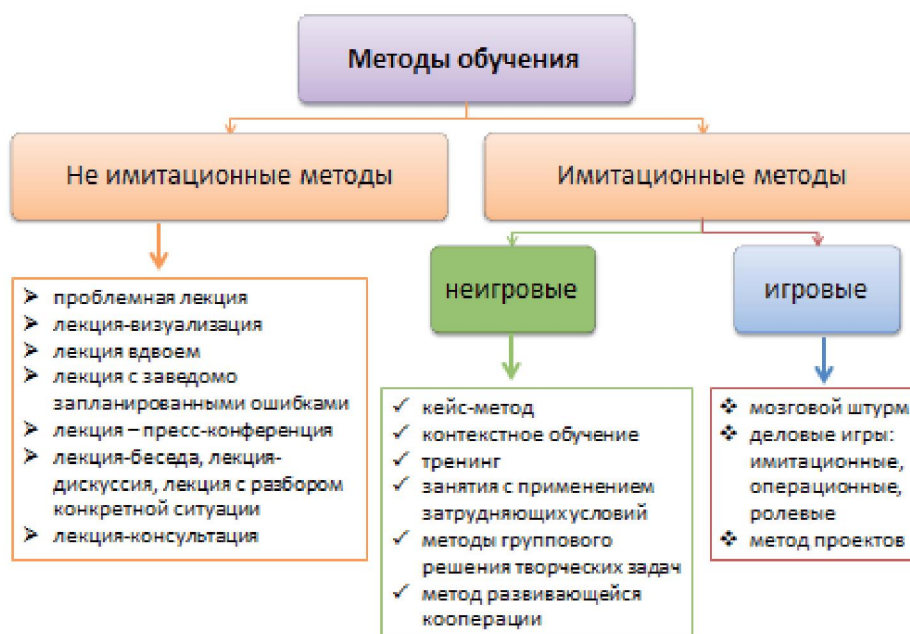 Методы обучения
Не имитационные методы
Имитационные методы
неигровые
игровые
➢ проблемная лекция
➢ лекция-визуализация
➢ лекция вдвоем
➢ лекция с заведомо
запланированными ошибками
➢ лекция – пресс-конференция
➢ лекция-беседа, лекция-
дискуссия, лекция с разбором
конкретной ситуации
➢ лекция-консультация
✓ кейс-метод
✓ контекстное обучение
✓ тренинг
✓ занятия с применением
затрудняющих условий
✓ методы группового
решения творческих задач
✓ метод развивающейся
кооперации
❖ мозговой штурм
❖ деловые игры:
имитационные,
операционные,
ролевые
❖ метод проектов